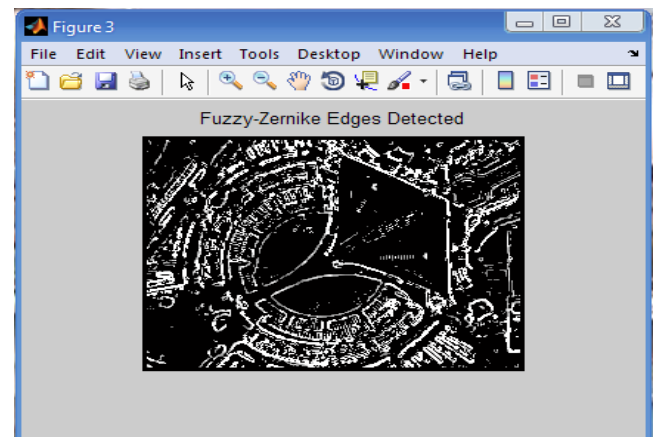 Figure 3
File Edit View Insert Tools Desktop Window Help
Fuzzy-Zernike Edges Detected